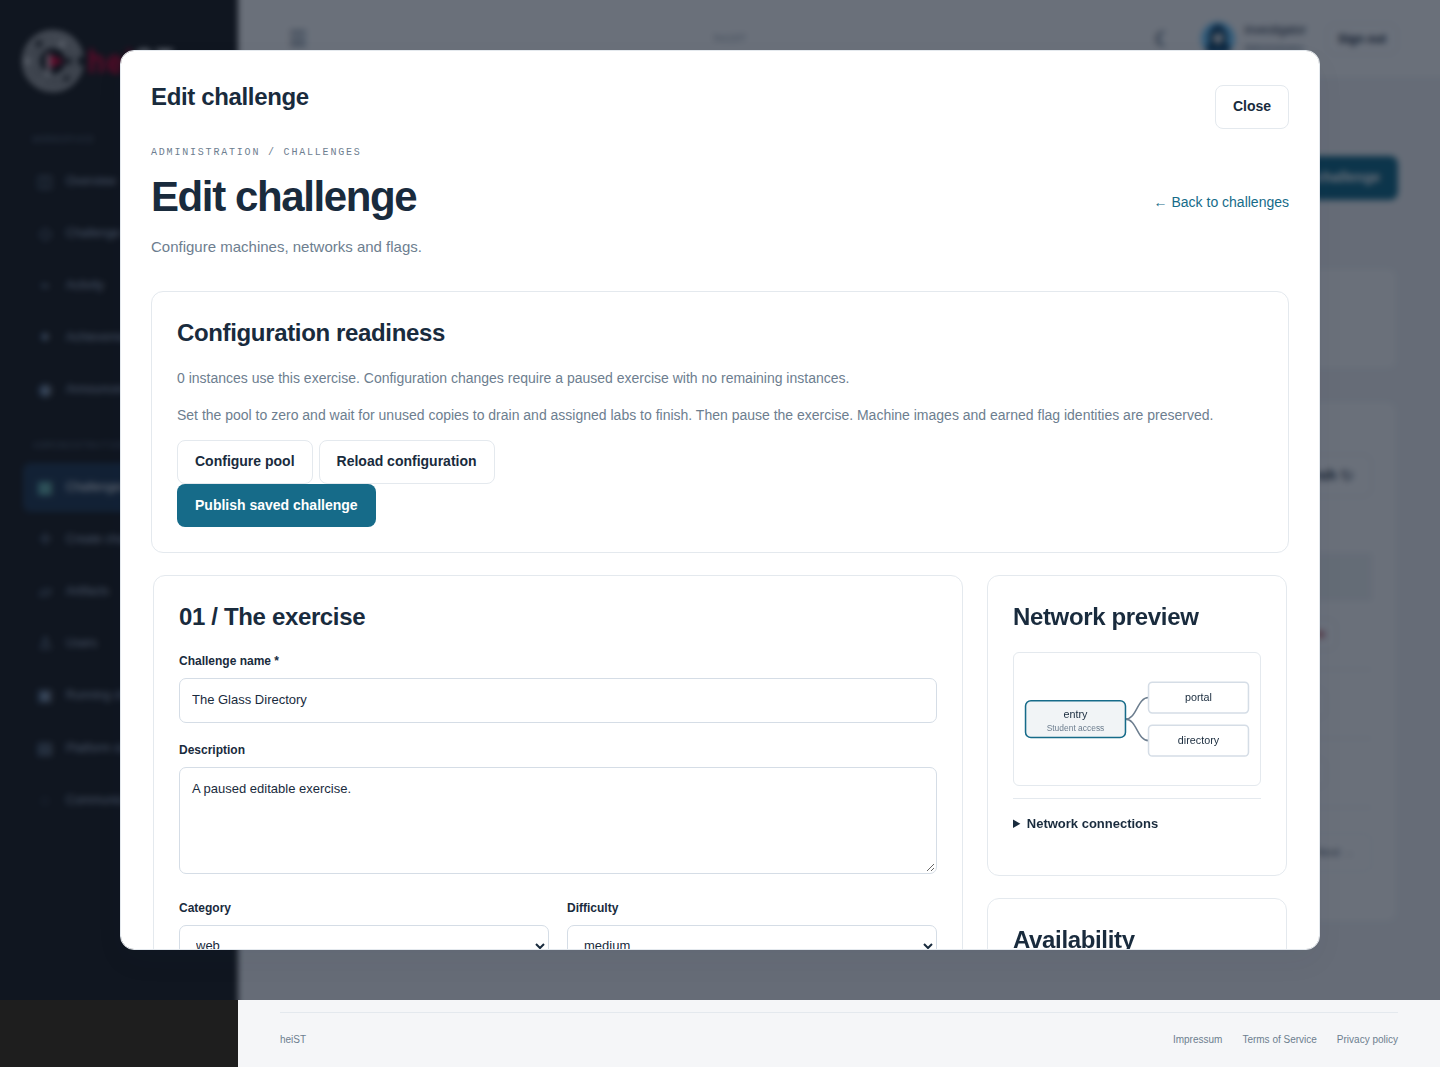 Edit challenge
Close
ADMINISTRATION / CHALLENGES
Edit challenge
← Back to challenges
Configure machines, networks and flags.
Configuration readiness
0 instances use this exercise. Configuration changes require a paused exercise with no remaining instances.
Set the pool to zero and wait for unused copies to drain and assigned labs to finish. Then pause the exercise. Machine images and earned flag identities are preserved.
Configure pool
Reload configuration
Publish saved challenge
01 / The exercise
Challenge name *
The Glass Directory
Description
A paused editable exercise.
Category
Difficulty
web
medium
Network preview
entry
Student access
portal
directory
Network connections
Availability
Sign out
heiST
Impressum
Terms of Service
Privacy policy